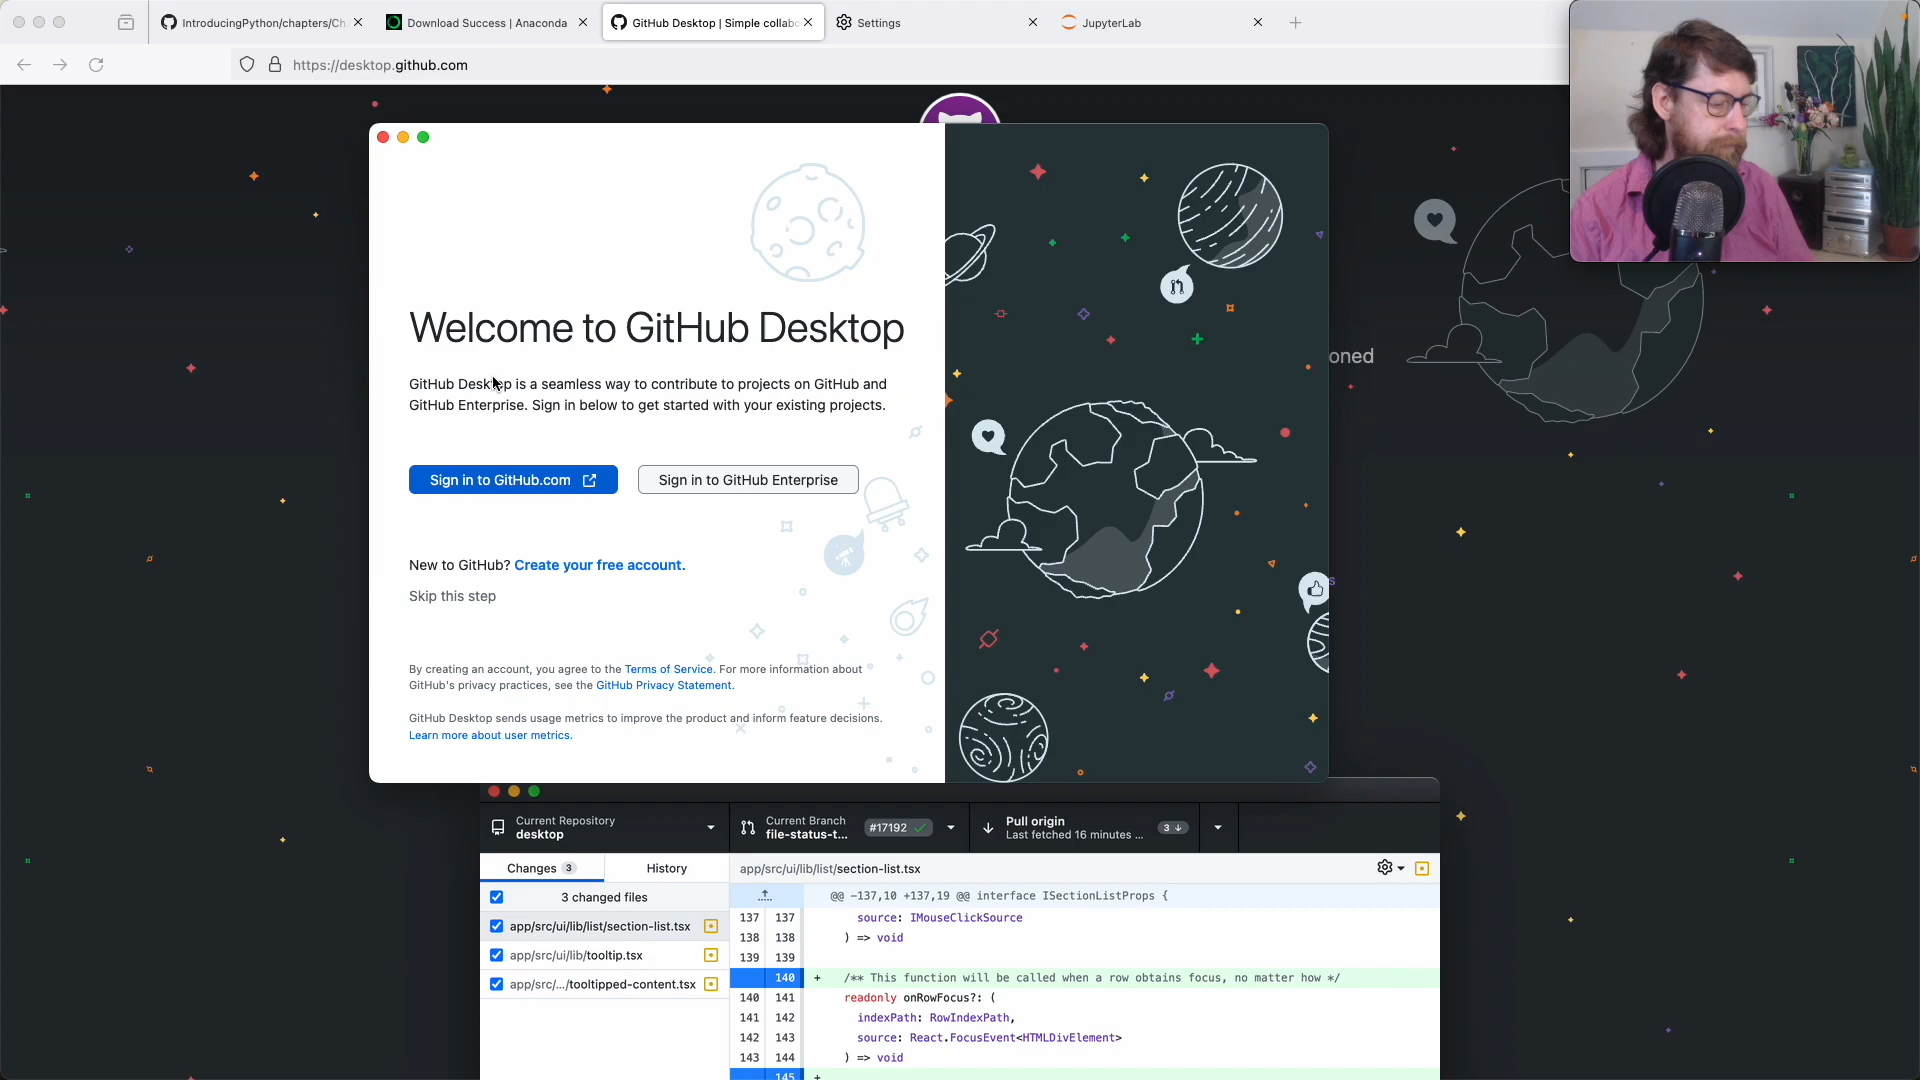 IntroducingPython/chapters/Ch
Download Success | Anaconda
GitHub Desktop | Simple collabo
Settings
JupyterLab
https://desktop.github.com
Welcome to GitHub Desktop
GitHub Desktop is a seamless way to contribute to projects on GitHub and
GitHub Enterprise. Sign in below to get started with your existing projects.
Sign in to GitHub.com
Sign in to GitHub Enterprise
New to GitHub? Create your free account.
Skip this step
By creating an account, you agree to the Terms of Service. For more information about
GitHub's privacy practices, see the GitHub Privacy Statement.
GitHub Desktop sends usage metrics to improve the product and inform feature decisions.
Learn more about user metrics.
oned
s
Current Repository
desktop
Current Branch
file-status-t...
#17192
Pull origin
Last fetched 16 minutes ...
3
Changes 3
History
app/src/ui/lib/list/section-list.tsx
3 changed files
app/src/ui/lib/list/section-list.tsx
app/src/ui/lib/tooltip.tsx
app/src/.../tooltipped-content.tsx
@@ -137,10 +137,19 @@ interface ISectionListProps {
137 137 source: IMouseClickSource
138 138 ) => void
139 139
140 + /** This function will be called when a row obtains focus, no matter how */
140 141 readonly onRowFocus?: (
141 142 indexPath: RowIndexPath,
142 143 source: React.FocusEvent<HTMLDivElement>
143 144 ) => void
145 +